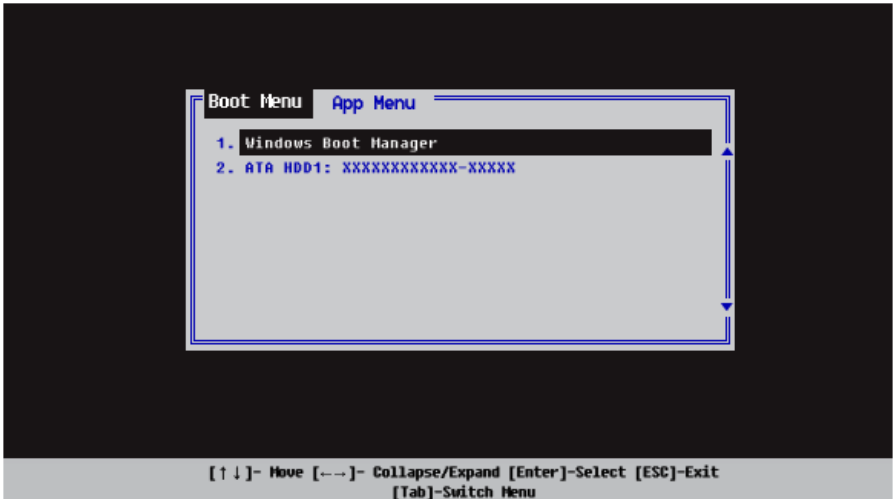 Boot Menu App Menu
1. Windows Boot Manager
2. ATA HDD1: XXXXXXXXXXXX-XXXXX
[↑↓]- Move [←→]- Collapse/Expand [Enter]-Select [ESC]-Exit
[Tab]-Switch Menu